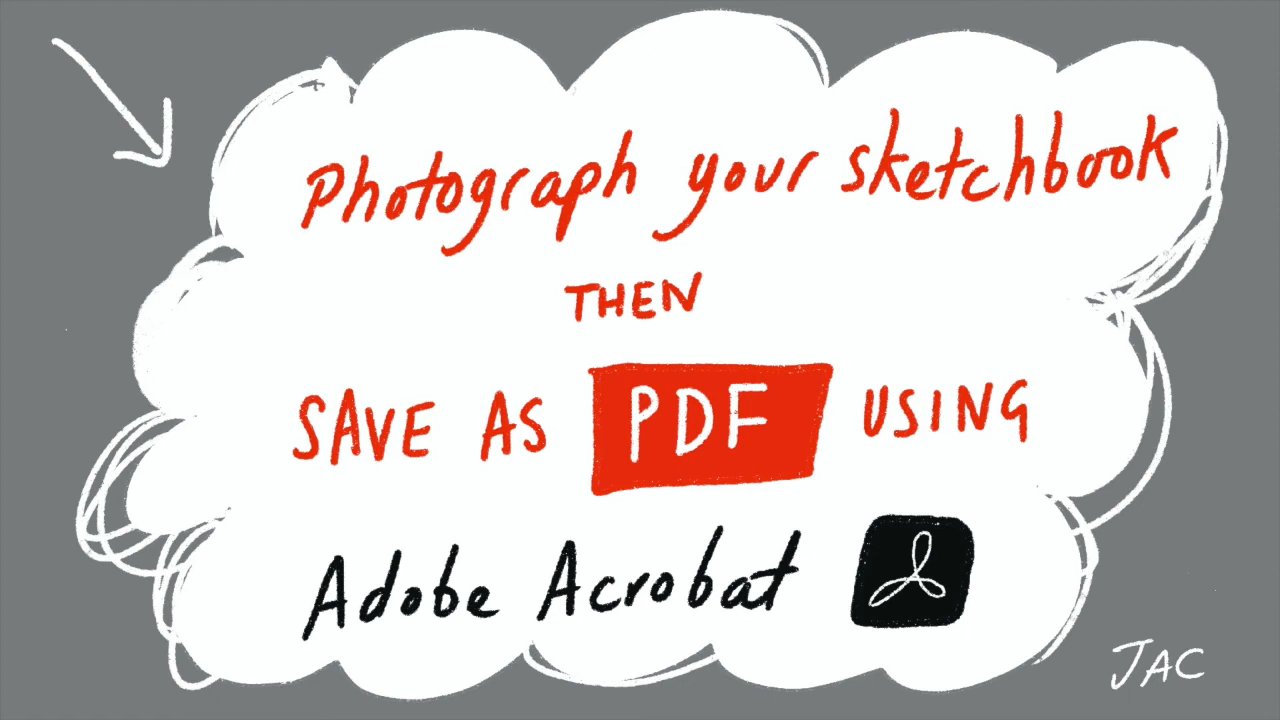 Photograph your sketchbook
THEN
SAVE AS PDF USING
Adobe Acrobat
JAC